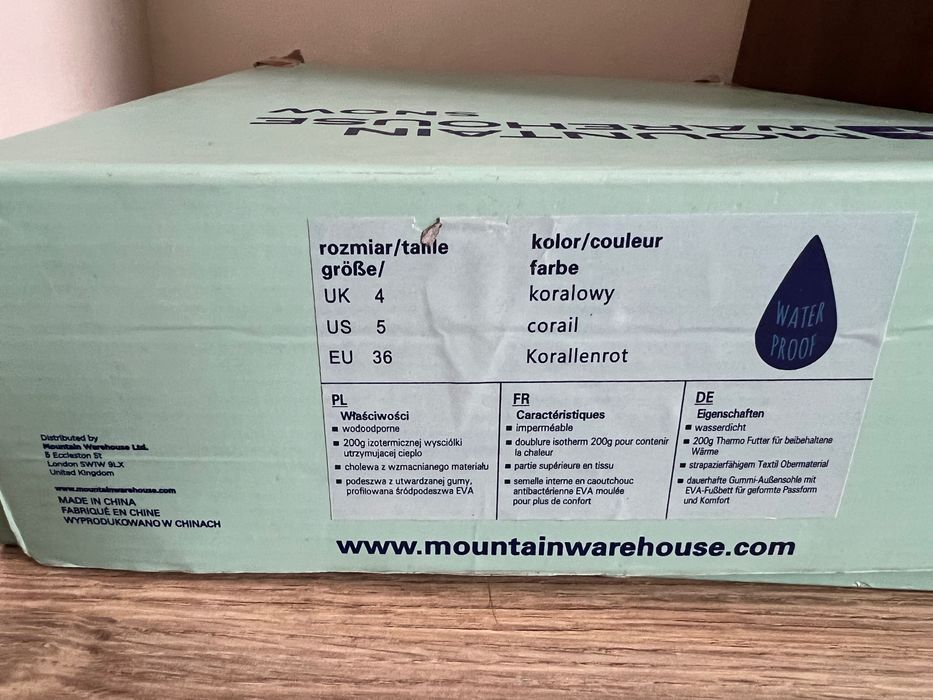 MOUNTAIN
WAREHOUSE
SNOW
rozmiar/taille
größe/
UK 4
US 5
EU 36
kolor/couleur
farbe
koralowy
corail
Korallenrot
WATER
PROOF
PL
Właściwości
wodoodporne
200g izotermicznej wysciólki
utrzymującej ciepło
cholewa z wzmacnianego materiału
podeszwa z utwardzanej gumy,
profilowana śródpodeszwa EVA
FR
Caractéristiques
imperméable
doublure isotherm 200g pour contenir
la chaleur
partie supérieure en tissu
semelle interne en caoutchouc
antibactérienne EVA moulée
pour plus de confort
DE
Eigenschaften
wasserdicht
200g Thermo Futter für beibehaltene
Wärme
strapazierfähigem Textil Obermaterial
dauerhafte Gummi-Außensohle mit
EVA-Fußbett für geformte Passform
und Komfort
Distributed by
Mountain Warehouse Ltd.
5 Eccleston St
London SW1W 9LX
United Kingdom
www.mountainwarehouse.com
MADE IN CHINA
FABRIQUÉ EN CHINE
WYPRODUKOWANO W CHINACH
www.mountainwarehouse.com